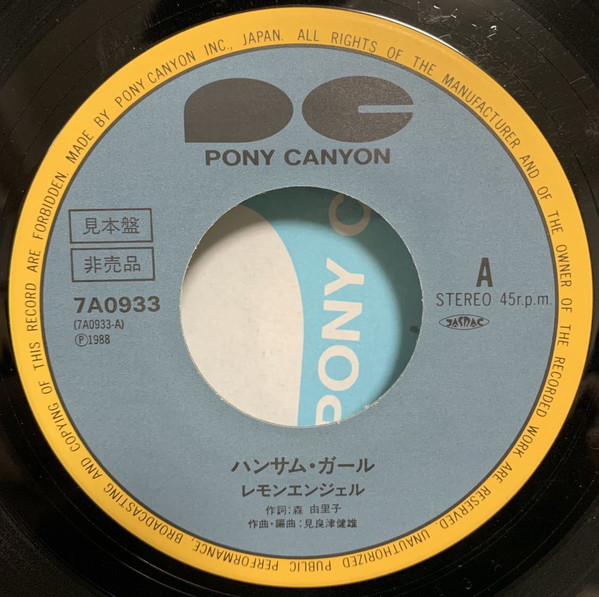 MADE BY PONY CANYON INC., JAPAN. ALL RIGHTS OF THE MANUFACTURER AND OF THE OWNER OF THE RECORDED WORK ARE RESERVED. UNAUTHORIZED PUBLIC PERFORMANCE, BROADCASTING AND COPYING OF THIS RECORD ARE FORBIDDEN.
PC
PONY CANYON
見本盤
非売品
7A0933
(7A0933-A)
Ⓟ1988
A
STEREO 45r.p.m.
JASRAC
PONY C
ハンサム・ガール
レモンエンジェル
作詞:森 由里子
作曲・編曲:見良津健雄